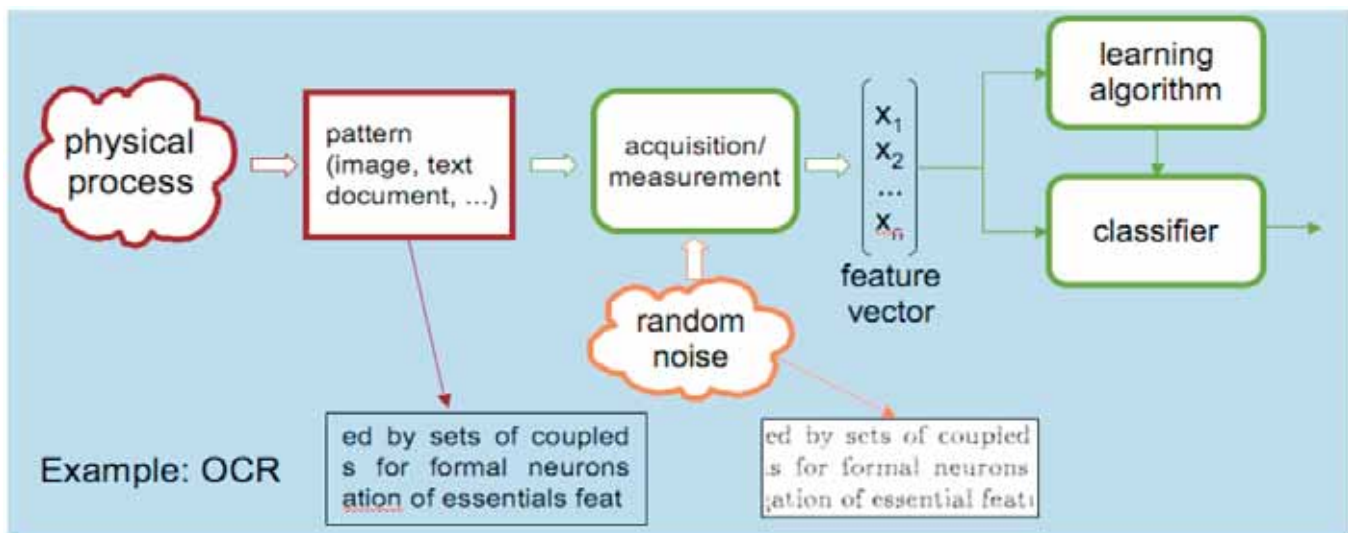 physical
process
pattern
(image, text
document, ...)
acquisition/
measurement
x1
x2
...
xn
feature
vector
learning
algorithm
classifier
random
noise
Example: OCR
ed by sets of coupled
s for formal neurons
ation of essentials feat
ed by sets of coupled
.s for formal neurons
ation of essential feat